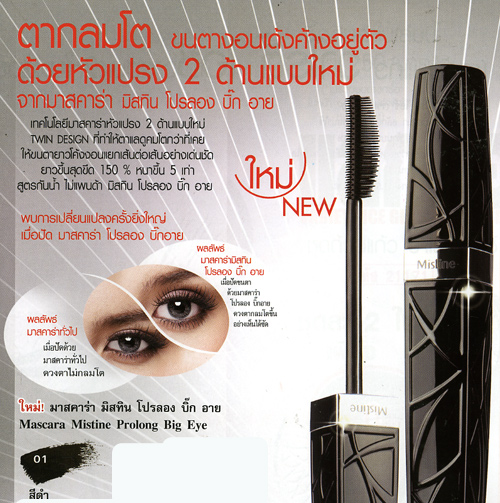 ตากลมโต ขนตางอนเด้งค้างอยู่ตัว
ด้วยหัวแปรง 2 ด้านแบบใหม่
จากมาสคาร่า มิสทิน โปรลอง บิ๊ก อาย
เทคโนโลยีมาสคาร่าหัวแปรง 2 ด้านแบบใหม่
TWIN DESIGN ที่ทำให้ตาแลดูคมโตกว่าที่เคย
ให้ขนตายาวโค้งงอนแยกเส้นต่อเส้นอย่างเด่นชัด
ยาวขึ้นสุดขีด 150 % หนาขึ้น 5 เท่า
สูตรกันน้ำ ไม่แพนด้า มิสทิน โปรลอง บิ๊ก อาย
ใหม่
NEW
พบการเปลี่ยนแปลงครั้งยิ่งใหญ่
เมื่อปัด มาสคาร่า โปรลอง บิ๊กอาย
ผลลัพธ์
มาสคาร่ามิสทิน
โปรลอง บิ๊ก อาย
เมื่อปัดขนตา
ด้วยมาสคาร่า
โปรลอง บิ๊กอาย
ดวงตากลมโตขึ้น
อย่างเห็นได้ชัด
ผลลัพธ์
มาสคาร่าทั่วไป
เมื่อปัดด้วย
มาสคาร่าทั่วไป
ดวงตาไม่กลมโต
Mistine
Mistine
ใหม่! มาสคาร่า มิสทิน โปรลอง บิ๊ก อาย
Mascara Mistine Prolong Big Eye
01
สีดำ